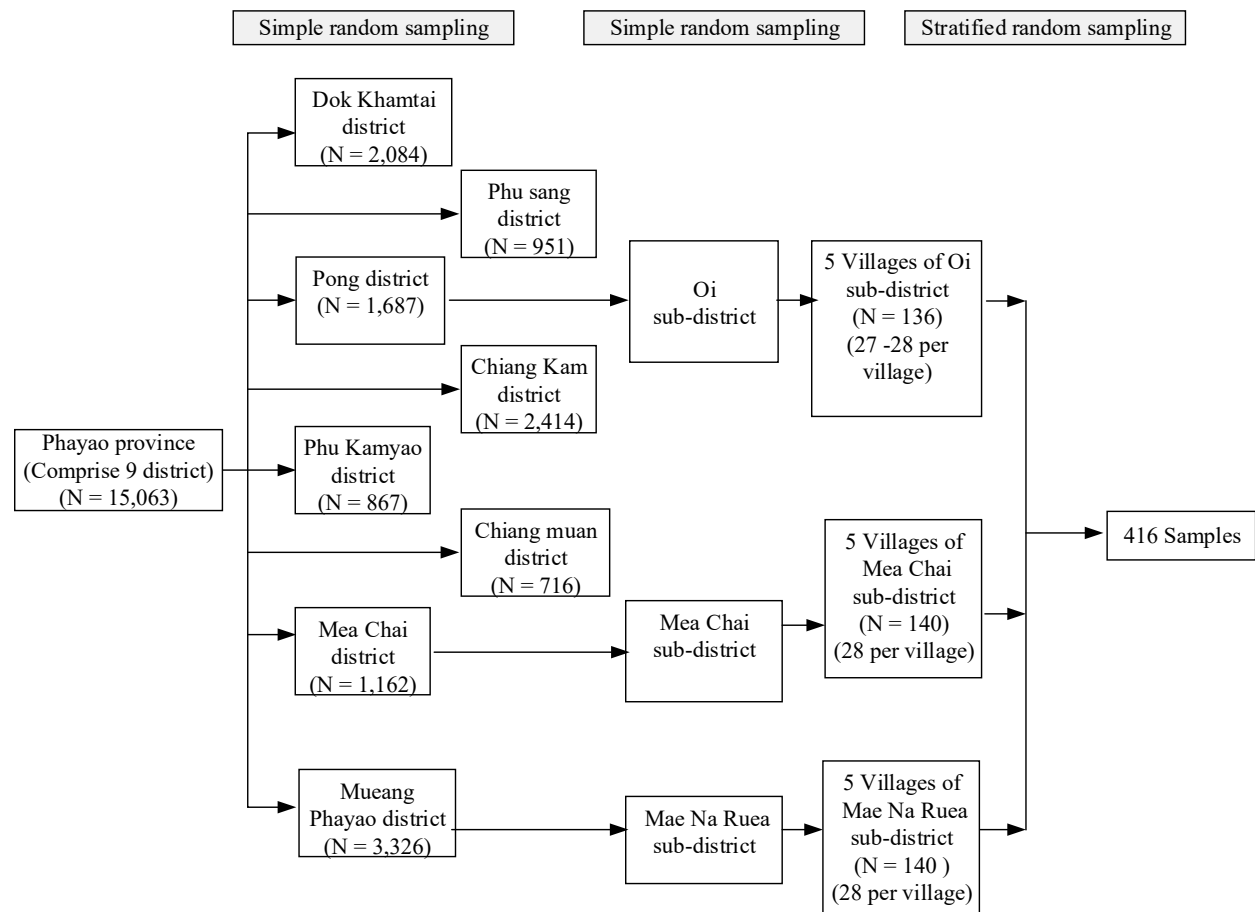 Simple random sampling
Simple random sampling
Stratified random sampling
Dok Khamtai
district
(N = 2,084)
Phu sang
district
(N = 951)
Pong district
(N = 1,687)
Oi
sub-district
5 Villages of Oi
sub-district
(N = 136)
(27 -28 per
village)
Chiang Kam
district
(N = 2,414)
Phayao province
(Comprise 9 district)
(N = 15,063)
Phu Kamyao
district
(N = 867)
Chiang muan
district
(N = 716)
Mea Chai
district
(N = 1,162)
Mea Chai
sub-district
5 Villages of
Mea Chai
sub-district
(N = 140)
(28 per village)
416 Samples
Mueang
Phayao district
(N = 3,326)
Mae Na Ruea
sub-district
5 Villages of
Mae Na Ruea
sub-district
(N = 140 )
(28 per village)